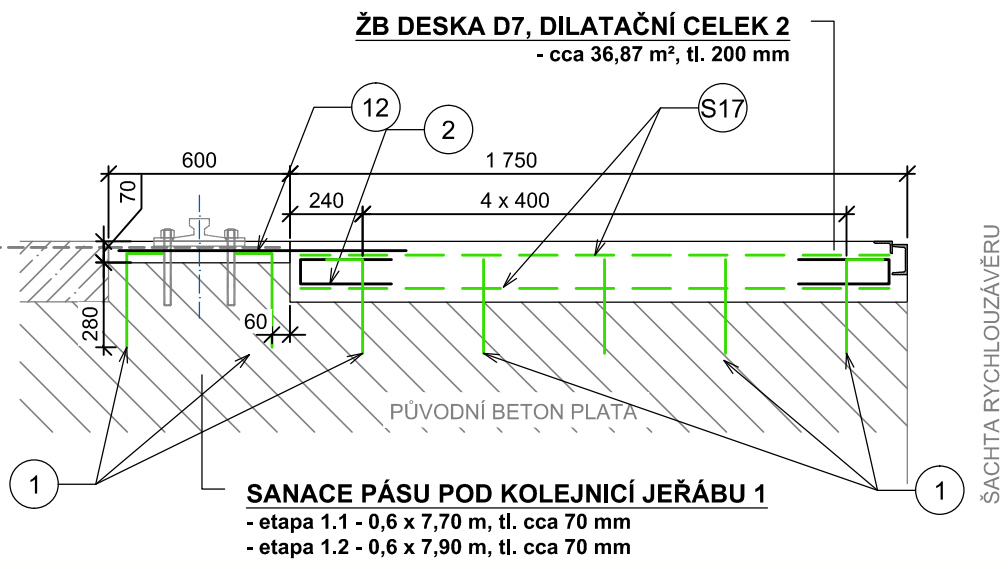 ŽB DESKA D7, DILATAČNÍ CELEK 2
- cca 36,87 m², tl. 200 mm
12
2
S17
600
1 750
70
240
4 x 400
280
60
PŮVODNÍ BETON PLATA
ŠACHTA RYCHLOUZÁVĚRU
1
1
SANACE PÁSU POD KOLEJNICÍ JEŘÁBU 1
- etapa 1.1 - 0,6 x 7,70 m, tl. cca 70 mm
- etapa 1.2 - 0,6 x 7,90 m, tl. cca 70 mm